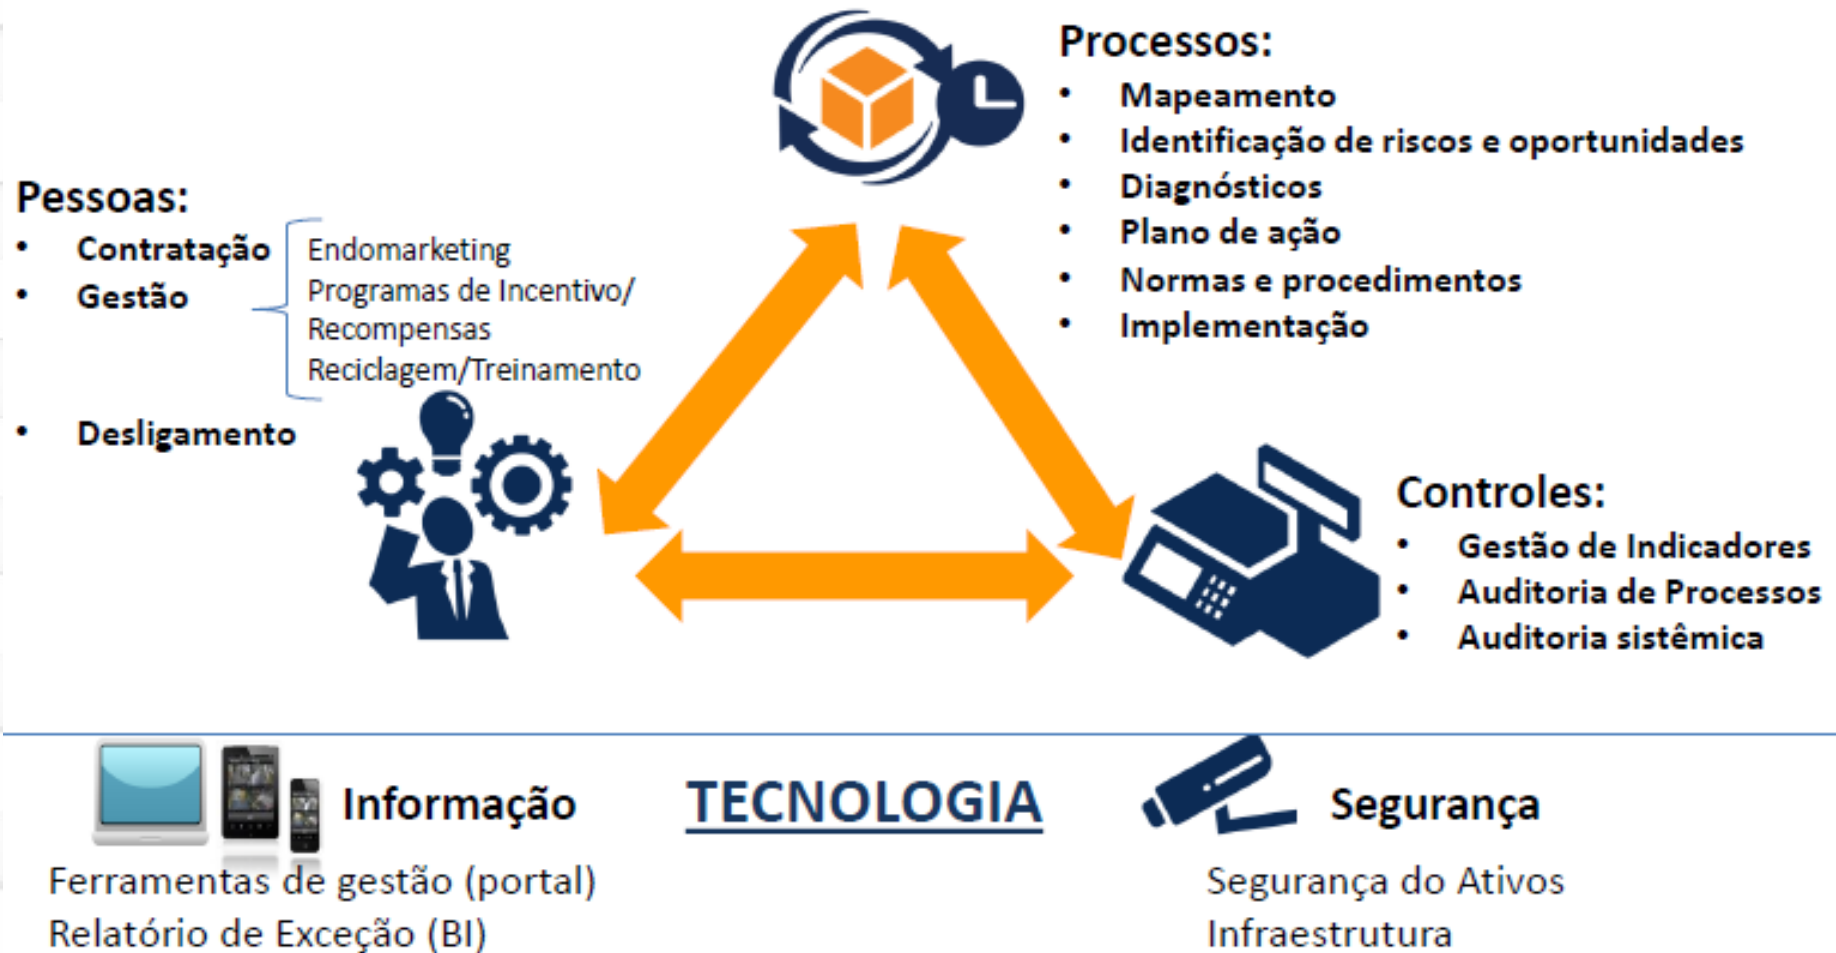 Processos:
• Mapeamento
• Identificação de riscos e oportunidades
• Diagnósticos
• Plano de ação
• Normas e procedimentos
• Implementação
Pessoas:
• Contratação
• Gestão
Endomarketing
Programas de Incentivo/
Recompensas
Reciclagem/Treinamento
• Desligamento
Controles:
• Gestão de Indicadores
• Auditoria de Processos
• Auditoria sistêmica
TECNOLOGIA
Informação
Ferramentas de gestão (portal)
Relatório de Exceção (BI)
Segurança
Segurança do Ativos
Infraestrutura